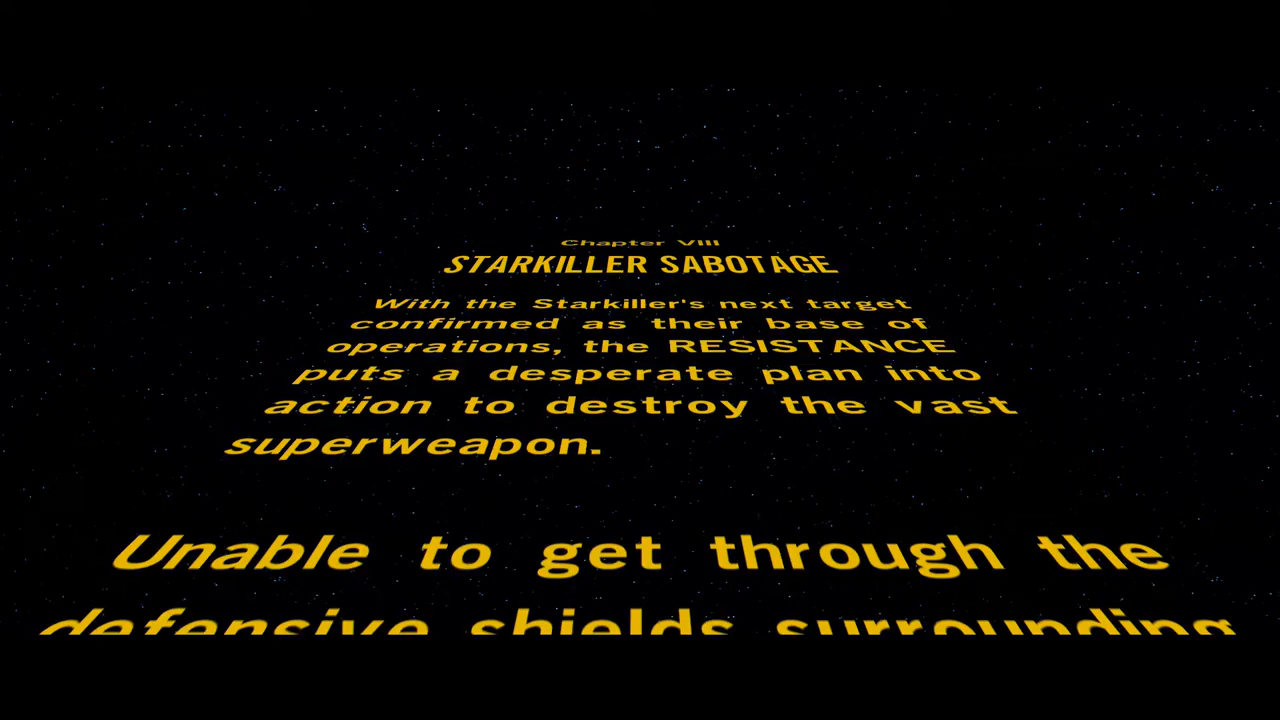 Chapter VIII
STARKILLER SABOTAGE
With the Starkiller's next target
confirmed as their base of
operations, the RESISTANCE
puts a desperate plan into
action to destroy the vast
superweapon.
Unable to get through the
defensive shields surrounding